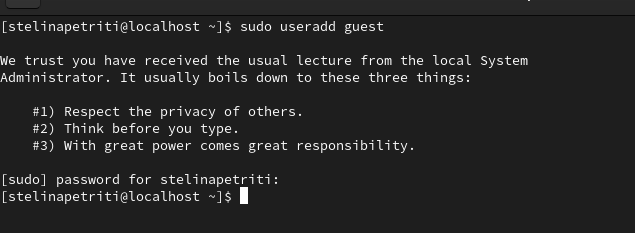 [stelinapetriti@localhost ~]$ sudo useradd guest
We trust you have received the usual lecture from the local System
Administrator. It usually boils down to these three things:
#1) Respect the privacy of others.
#2) Think before you type.
#3) With great power comes great responsibility.
[sudo] password for stelinapetriti:
[stelinapetriti@localhost ~]$